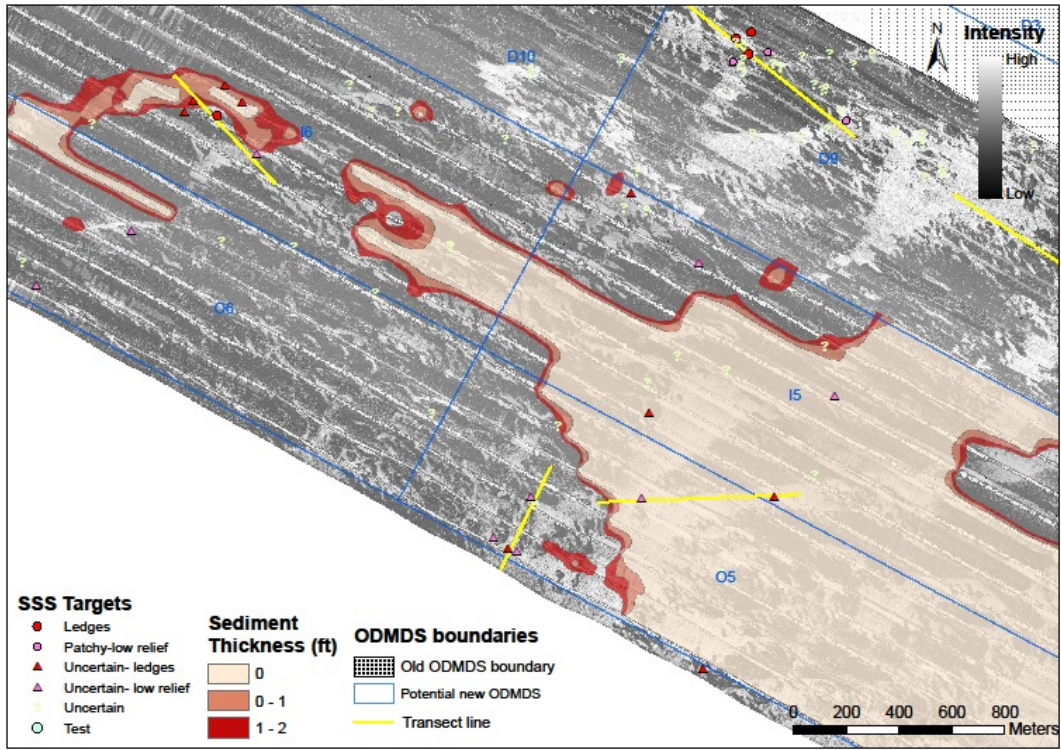 D3
N
Intensity
High
Low
D10
D9
I6
O6
I5
O5
SSS Targets
Ledges
Patchy-low relief
Uncertain- ledges
Uncertain- low relief
? Uncertain
Test
Sediment
Thickness (ft)
0
0 - 1
1 - 2
ODMDS boundaries
Old ODMDS boundary
Potential new ODMDS
Transect line
0 200 400 600 800
Meters